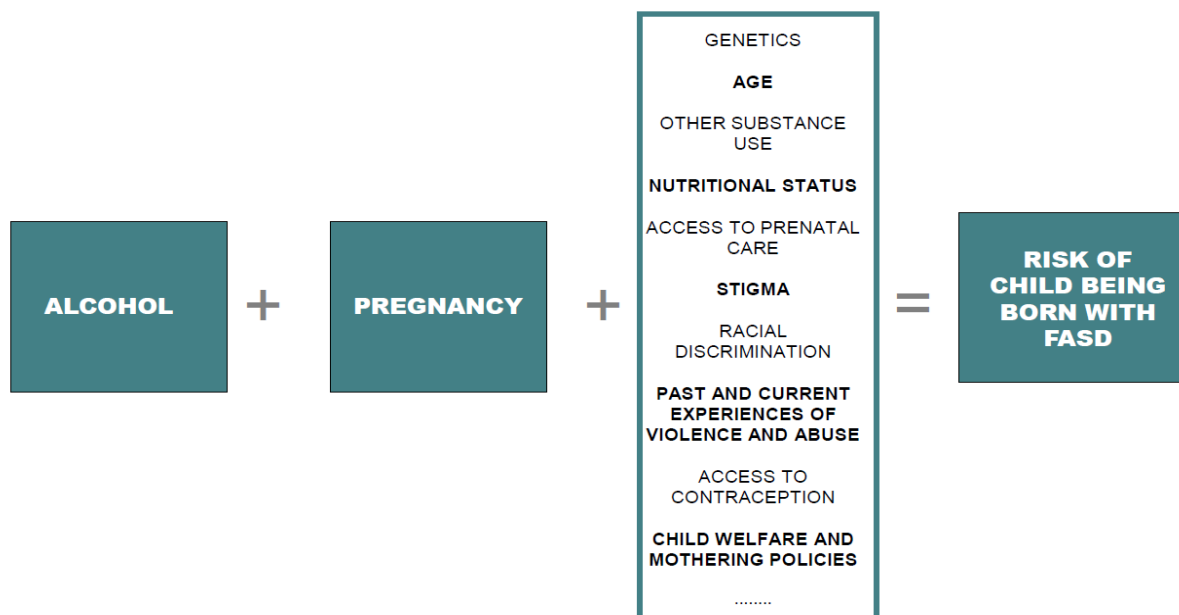 ALCOHOL
+
PREGNANCY
+
GENETICS
AGE
OTHER SUBSTANCE
USE
NUTRITIONAL STATUS
ACCESS TO PRENATAL
CARE
STIGMA
RACIAL
DISCRIMINATION
PAST AND CURRENT
EXPERIENCES OF
VIOLENCE AND ABUSE
ACCESS TO
CONTRACEPTION
CHILD WELFARE AND
MOTHERING POLICIES
........
=
RISK OF
CHILD BEING
BORN WITH
FASD